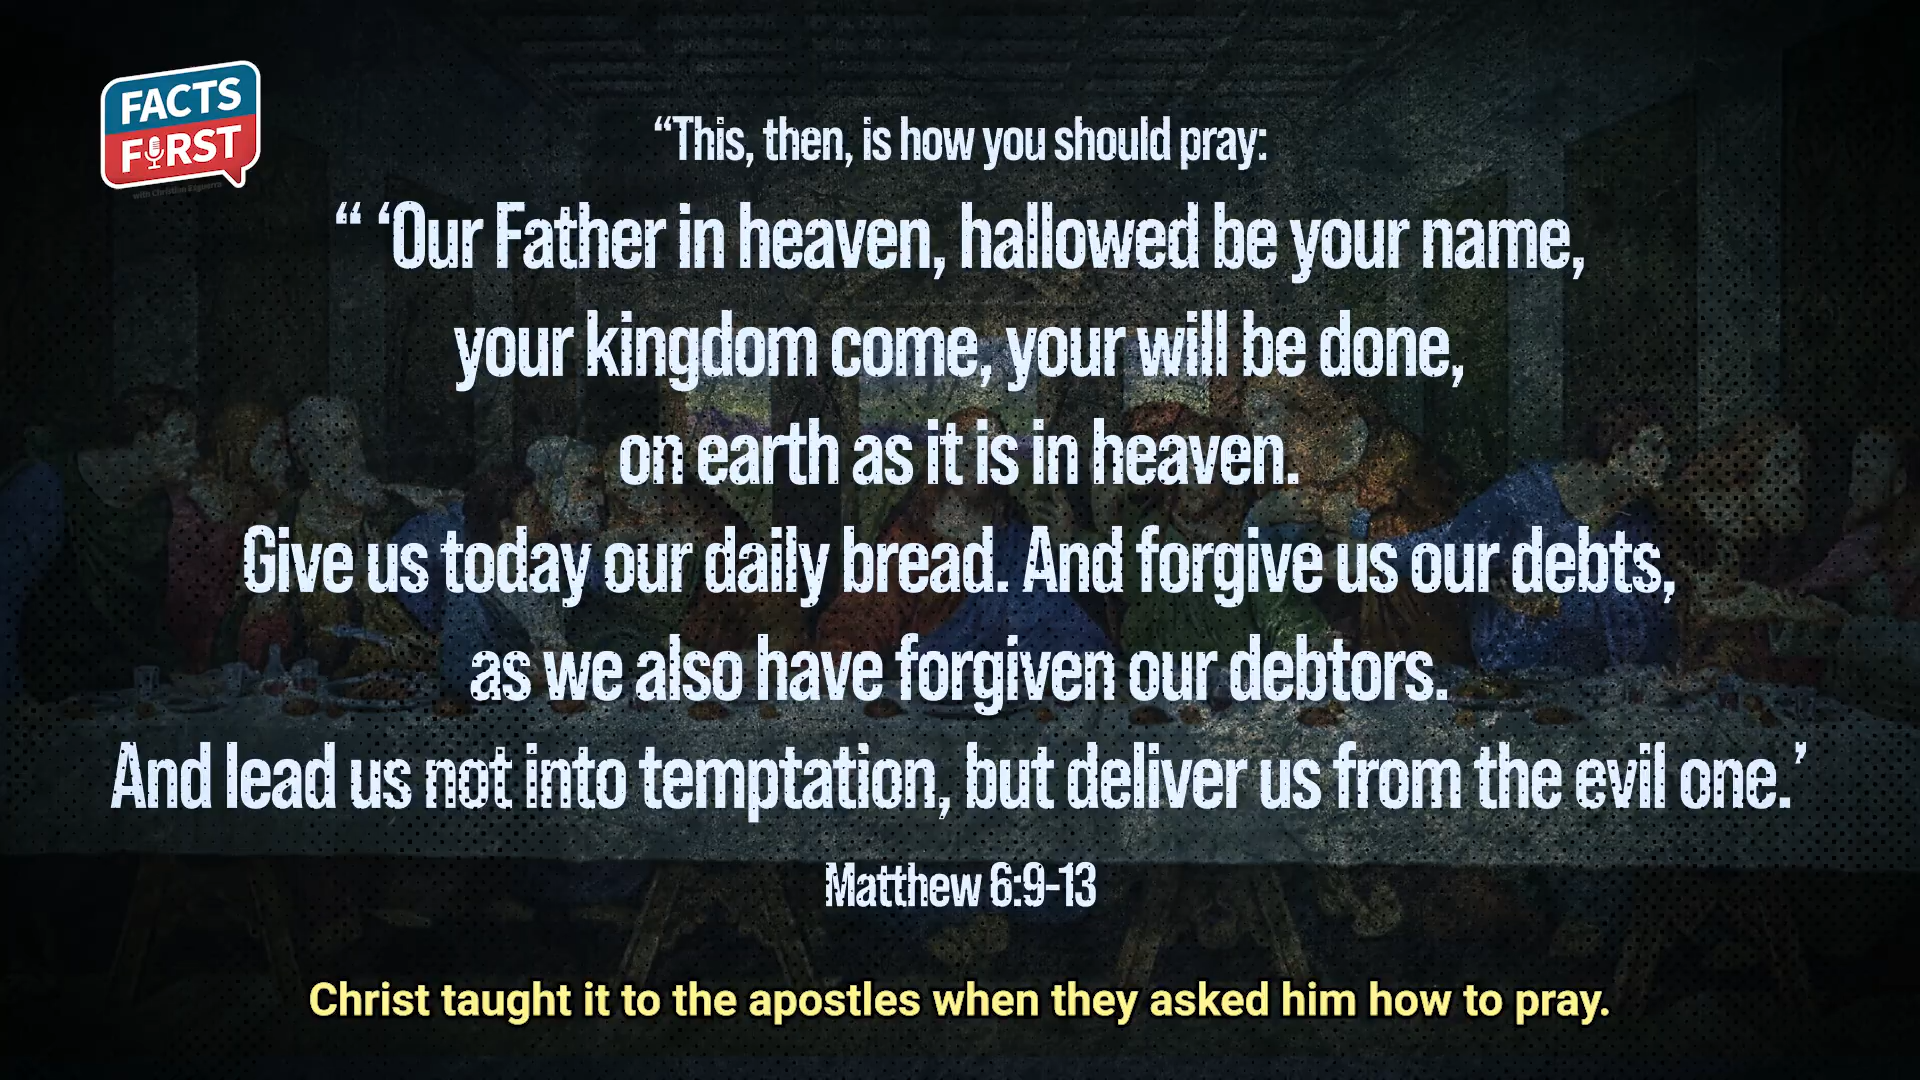 FACTS
FIRST
with Christian Esguerra
“This, then, is how you should pray:
“ ‘Our Father in heaven, hallowed be your name,
your kingdom come, your will be done,
on earth as it is in heaven.
Give us today our daily bread. And forgive us our debts,
as we also have forgiven our debtors.
And lead us not into temptation, but deliver us from the evil one.’
Matthew 6:9-13
Christ taught it to the apostles when they asked him how to pray.